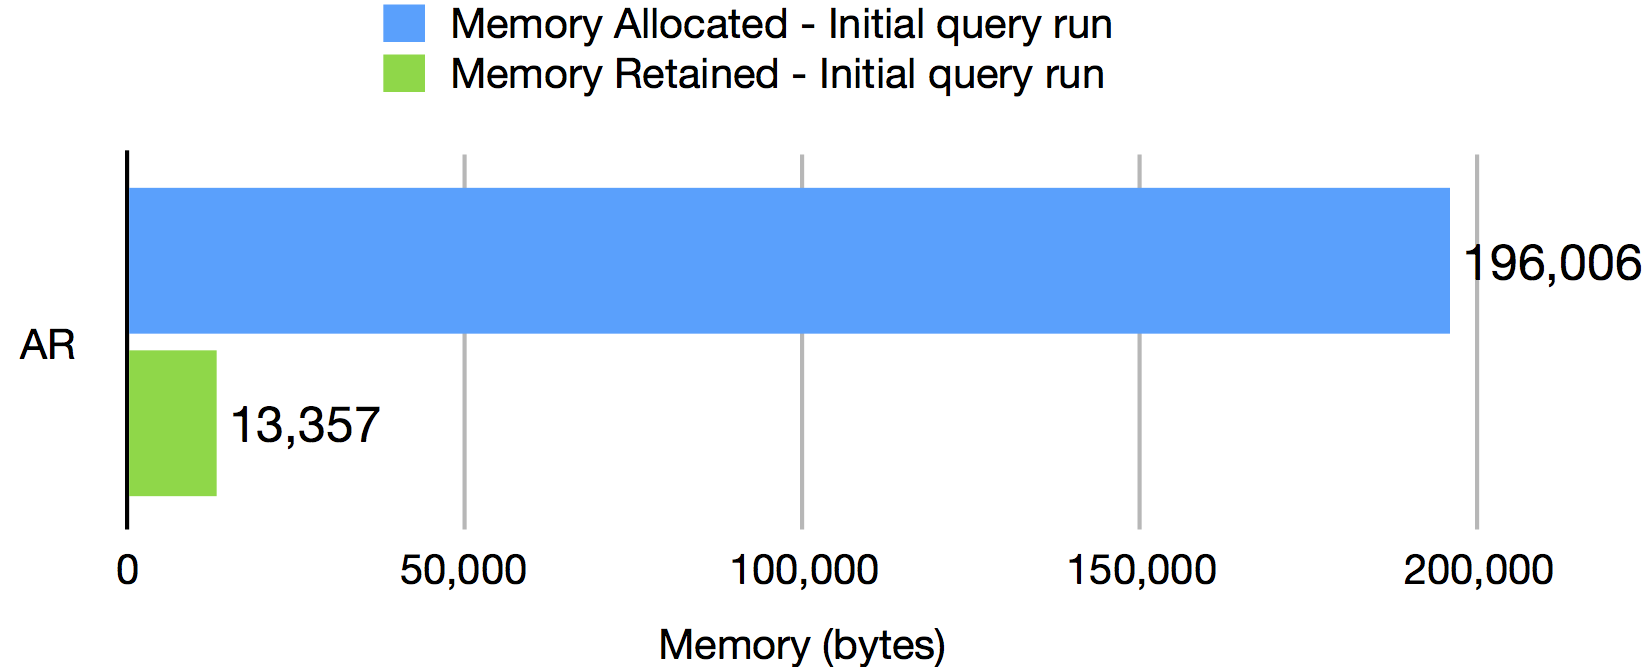 Memory Allocated - Initial query run
Memory Retained - Initial query run
196,006
AR
13,357
0 50,000 100,000 150,000 200,000
Memory (bytes)